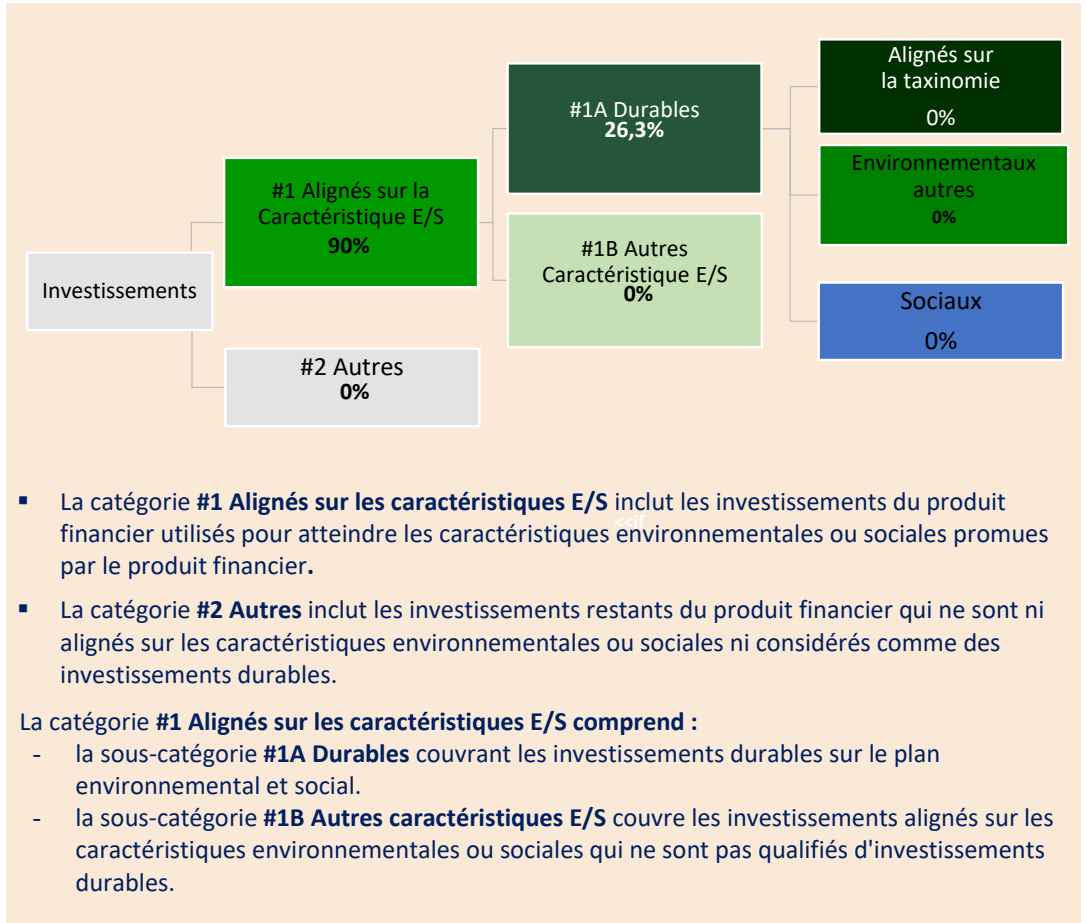 Investissements
#1 Alignés sur la
Caractéristique E/S
90%
#2 Autres
0%
#1A Durables
26,3%
#1B Autres
Caractéristique E/S
0%
Alignés sur
la taxinomie
0%
Environnementaux
autres
0%
Sociaux
0%
▪ La catégorie #1 Alignés sur les caractéristiques E/S inclut les investissements du produit
<<if
financier utilisés pour atteindre les caractéristiques environnementales ou sociales promues
par le produit financier.
▪ La catégorie #2 Autres inclut les investissements restants du produit financier qui ne sont ni
alignés sur les caractéristiques environnementales ou sociales ni considérés comme des
investissements durables.
La catégorie #1 Alignés sur les caractéristiques E/S comprend :
- la sous-catégorie #1A Durables couvrant les investissements durables sur le plan
environnemental et social.
- la sous-catégorie #1B Autres caractéristiques E/S couvre les investissements alignés sur les
caractéristiques environnementales ou sociales qui ne sont pas qualifiés d'investissements
durables.